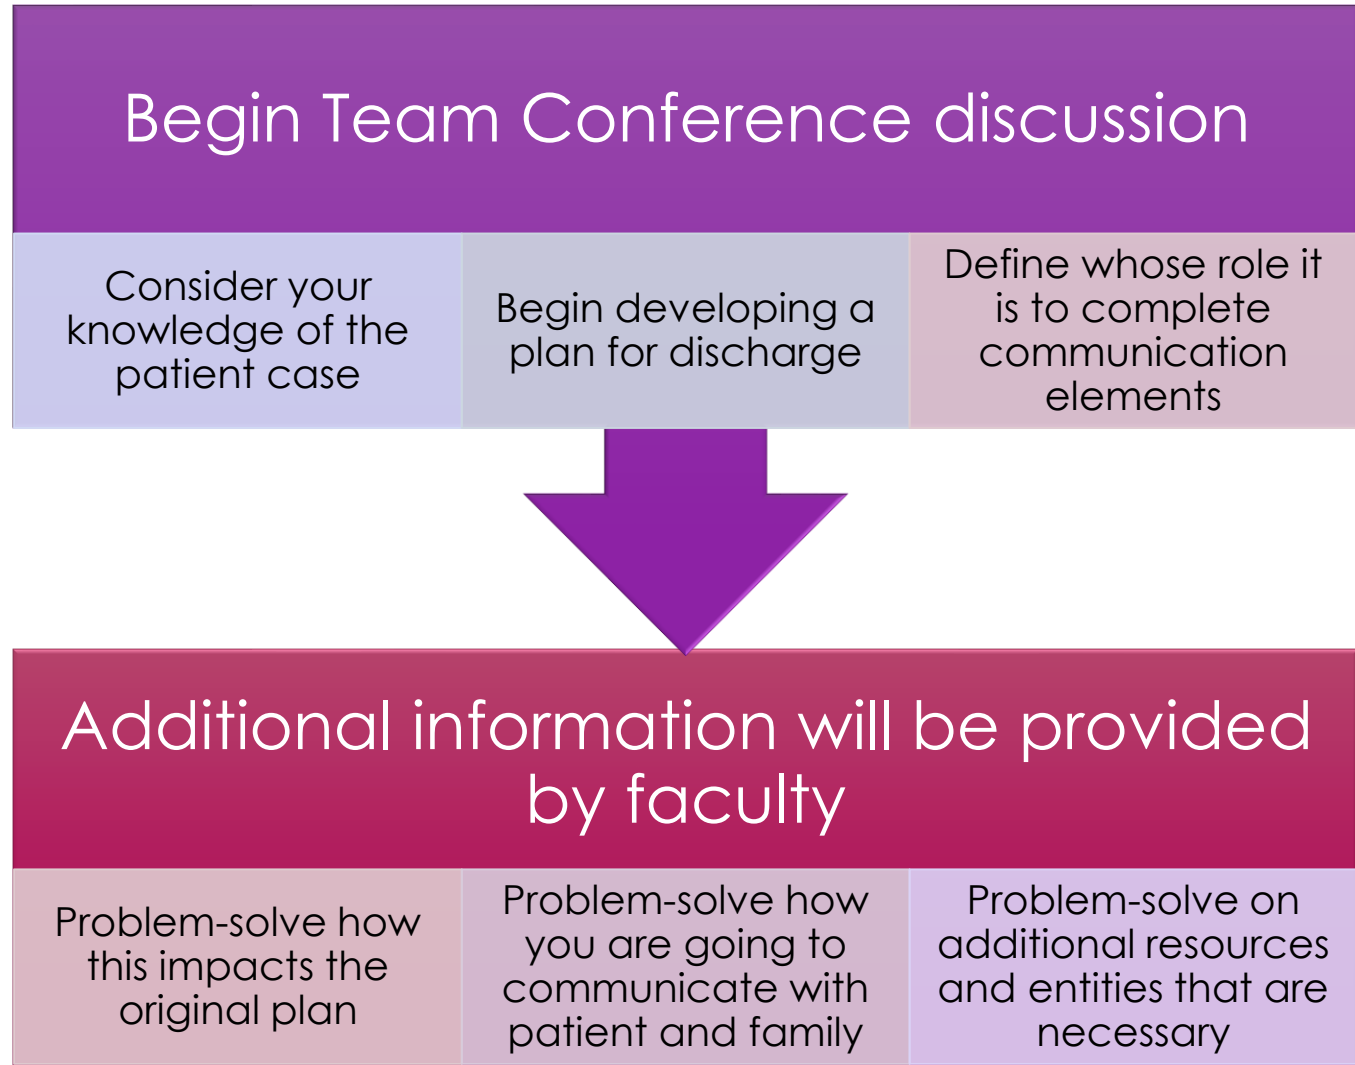 Begin Team Conference discussion
Consider your
knowledge of the
patient case
Begin developing a
plan for discharge
Define whose role it
is to complete
communication
elements
Additional information will be provided
by faculty
Problem-solve how
this impacts the
original plan
Problem-solve how
you are going to
communicate with
patient and family
Problem-solve on
additional resources
and entities that are
necessary